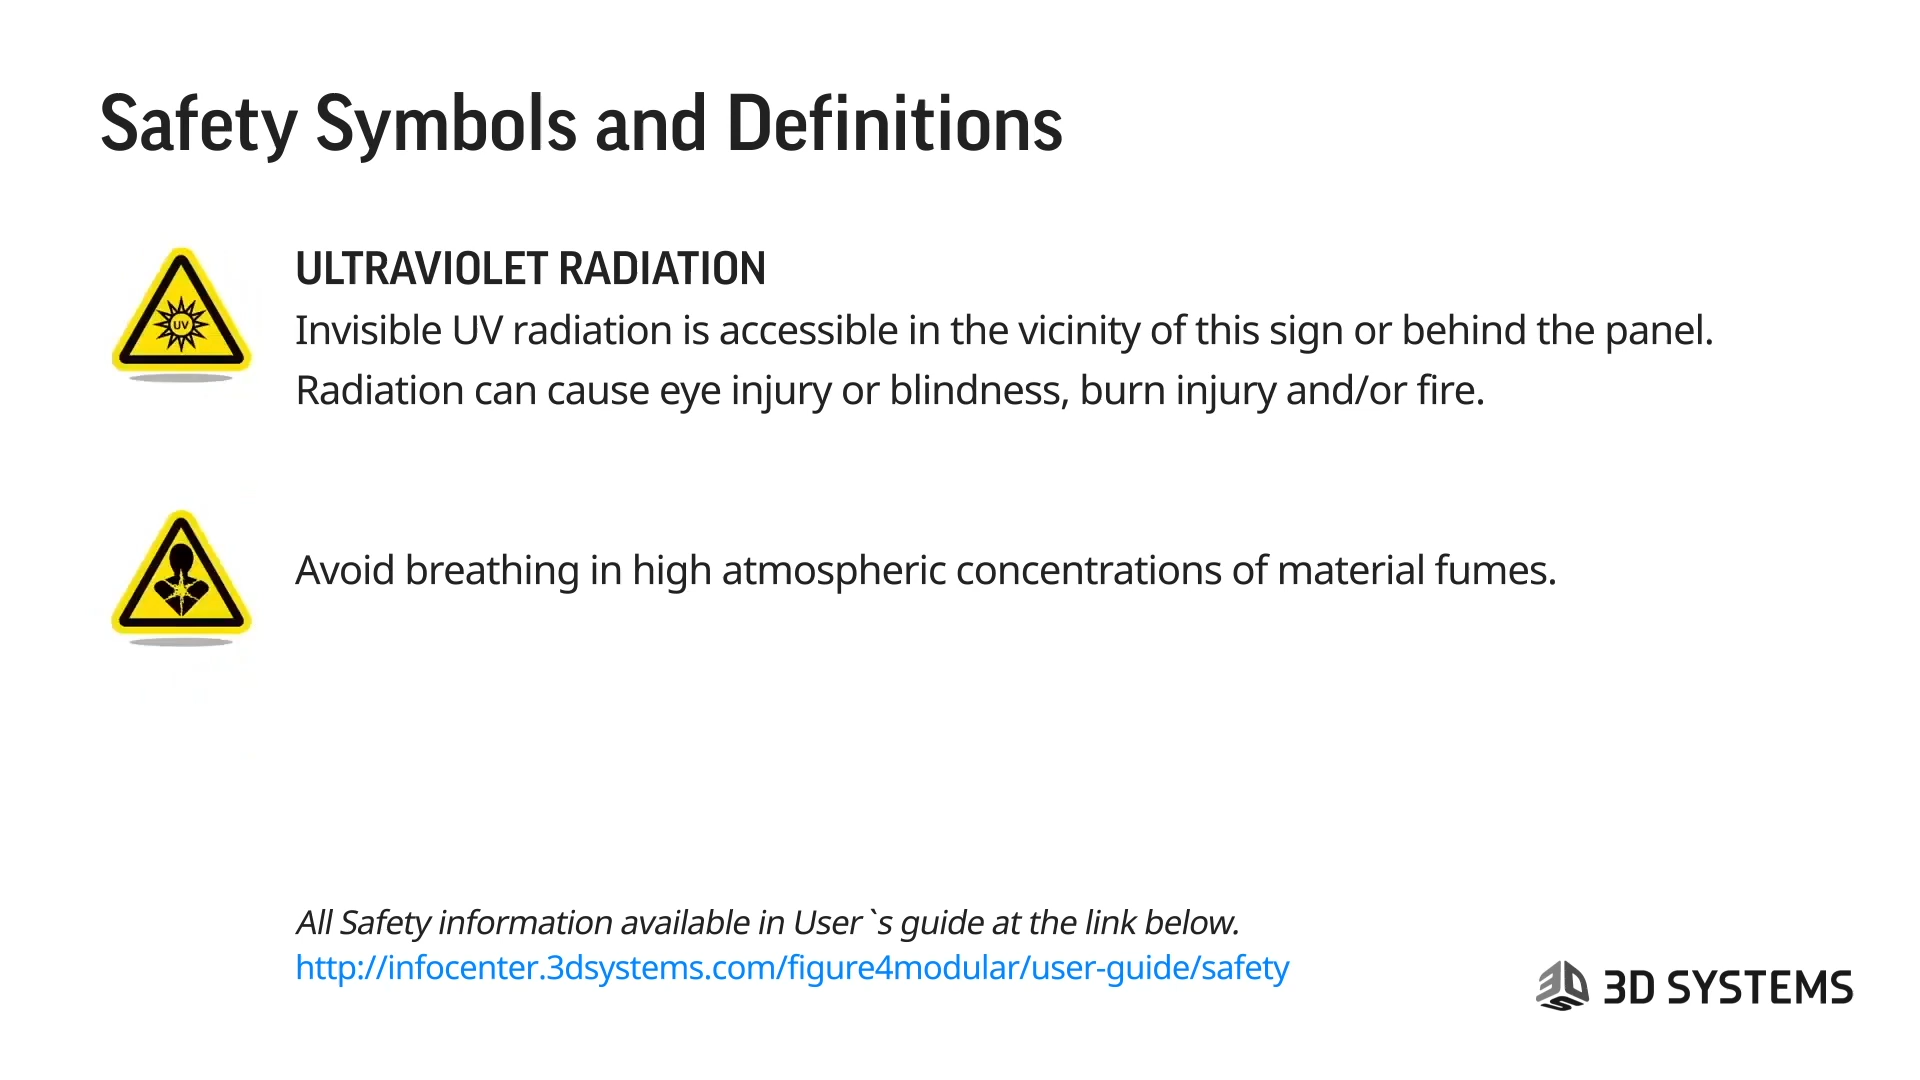 Safety Symbols and Definitions
UV
ULTRAVIOLET RADIATION
Invisible UV radiation is accessible in the vicinity of this sign or behind the panel.
Radiation can cause eye injury or blindness, burn injury and/or fire.
Avoid breathing in high atmospheric concentrations of material fumes.
All Safety information available in User`s guide at the link below.
http://infocenter.3dsystems.com/figure4modular/user-guide/safety
3DS 3D SYSTEMS